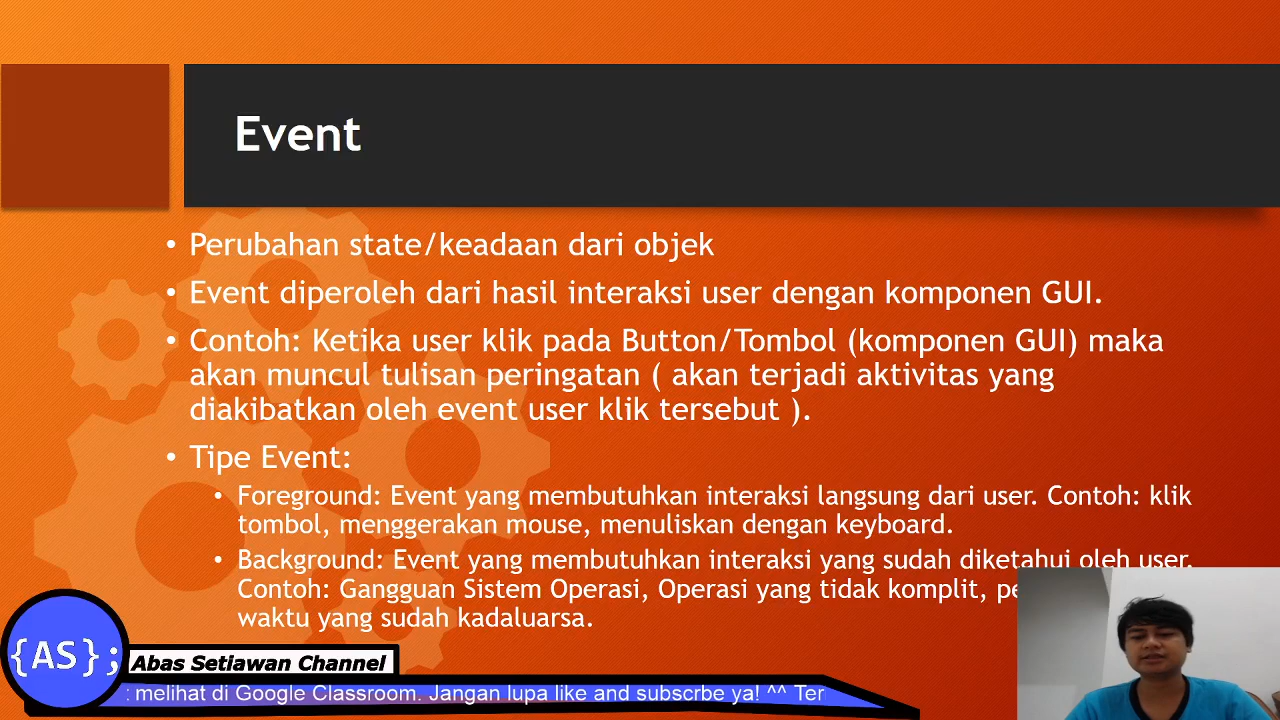 Event
• Perubahan state/keadaan dari objek
• Event diperoleh dari hasil interaksi user dengan komponen GUI.
• Contoh: Ketika user klik pada Button/Tombol (komponen GUI) maka
akan muncul tulisan peringatan ( akan terjadi aktivitas yang
diakibatkan oleh event user klik tersebut ).
• Tipe Event:
• Foreground: Event yang membutuhkan interaksi langsung dari user. Contoh: klik
tombol, menggerakan mouse, menuliskan dengan keyboard.
• Background: Event yang membutuhkan interaksi yang sudah diketahui oleh user.
Contoh: Gangguan Sistem Operasi, Operasi yang tidak komplit,
waktu yang sudah kadaluarsa.
{AS};
Abas Setiawan Channel
: melihat di Google Classroom. Jangan lupa like and subscrbe ya! ^^ Ter